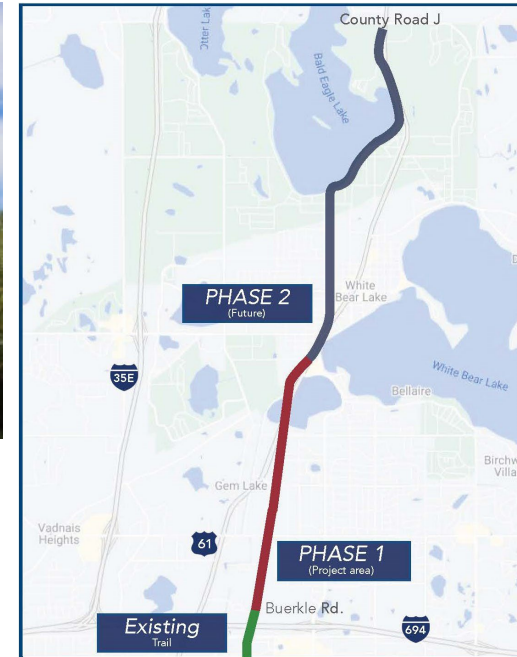 County Road J
Otter Lake
Bald Eagle
Lake
PHASE 2
(Future)
White
Bear Lake
35E
White Bear Lake
Bellaire
Birchw
Villa
Gem Lake
Vadnais
Heights
61
PHASE 1
(Project area)
Buerkle Rd.
Existing
Trail
694